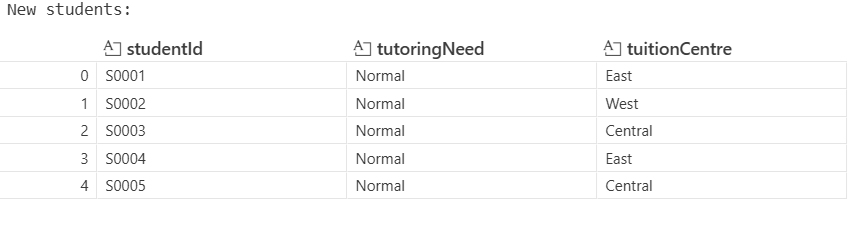 New students:
studentId tutoringNeed tuitionCentre
0 S0001 Normal East
1 S0002 Normal West
2 S0003 Normal Central
3 S0004 Normal East
4 S0005 Normal Central